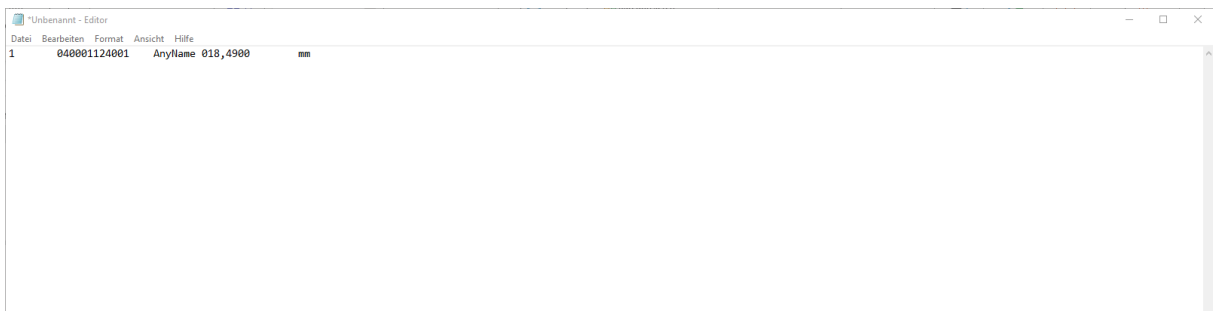 *Unbenannt - Editor
Datei Bearbeiten Format Ansicht Hilfe
1 040001124001 AnyName 018,4900 mm